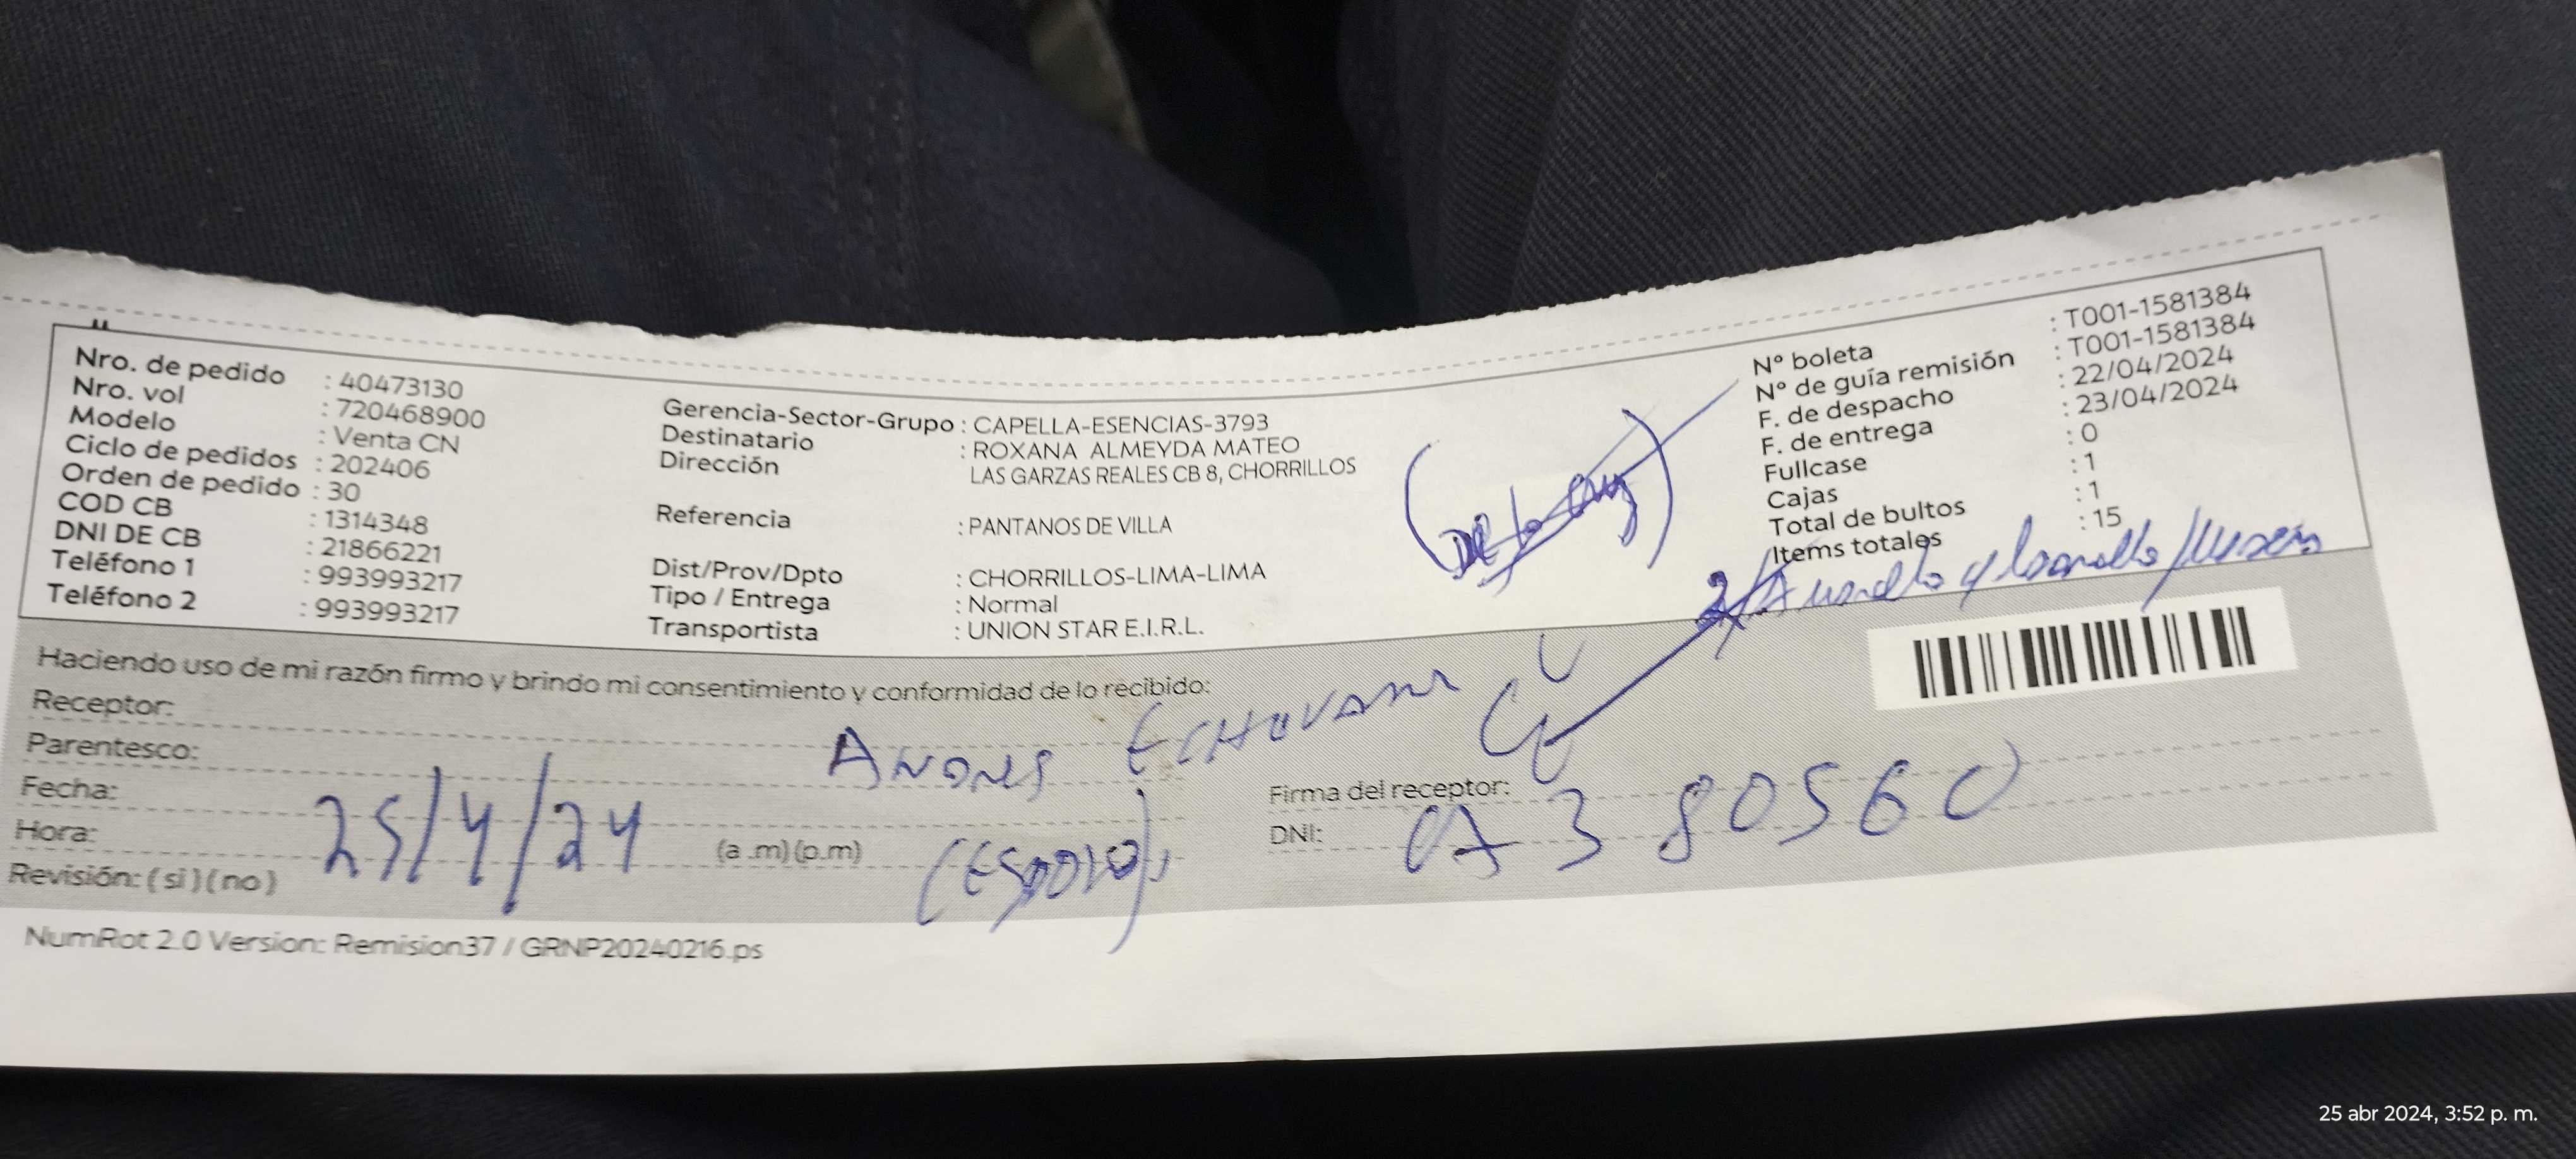 Nro. de pedido : 40473130
Nro. vol : 720468900
Modelo : Venta CN
Ciclo de pedidos : 202406
Orden de pedido : 30
COD CB : 1314348
DNI DE CB : 21866221
Teléfono 1 : 993993217
Teléfono 2 : 993993217
Gerencia-Sector-Grupo : CAPELLA-ESENCIAS-3793
Destinatario : ROXANA ALMEYDA MATEO
Dirección LAS GARZAS REALES CB 8, CHORRILLOS
Referencia : PANTANOS DE VILLA
Dist/Prov/Dpto : CHORRILLOS-LIMA-LIMA
Tipo / Entrega : Normal
Transportista : UNION STAR E.I.R.L.
N° boleta : T001-1581384
N° de guía remisión : T001-1581384
F. de despacho : 22/04/2024
F. de entrega : 23/04/2024
Fullcase : 0
Cajas : 1
Total de bultos : 1
Items totales : 15
Haciendo uso de mi razón firmo y brindo mi consentimiento y conformidad de lo recibido:
Receptor:
Parentesco: ANDRES
Fecha: 25/4/24
Hora: (a .m) (p.m)
Revisión: ( si ) ( no )
(ESPOSO)
Firma del receptor:
DNI: 07380560
NumRot 2.0 Version: Remision37 / GRNP20240216.ps
25 abr 2024, 3:52 p. m.